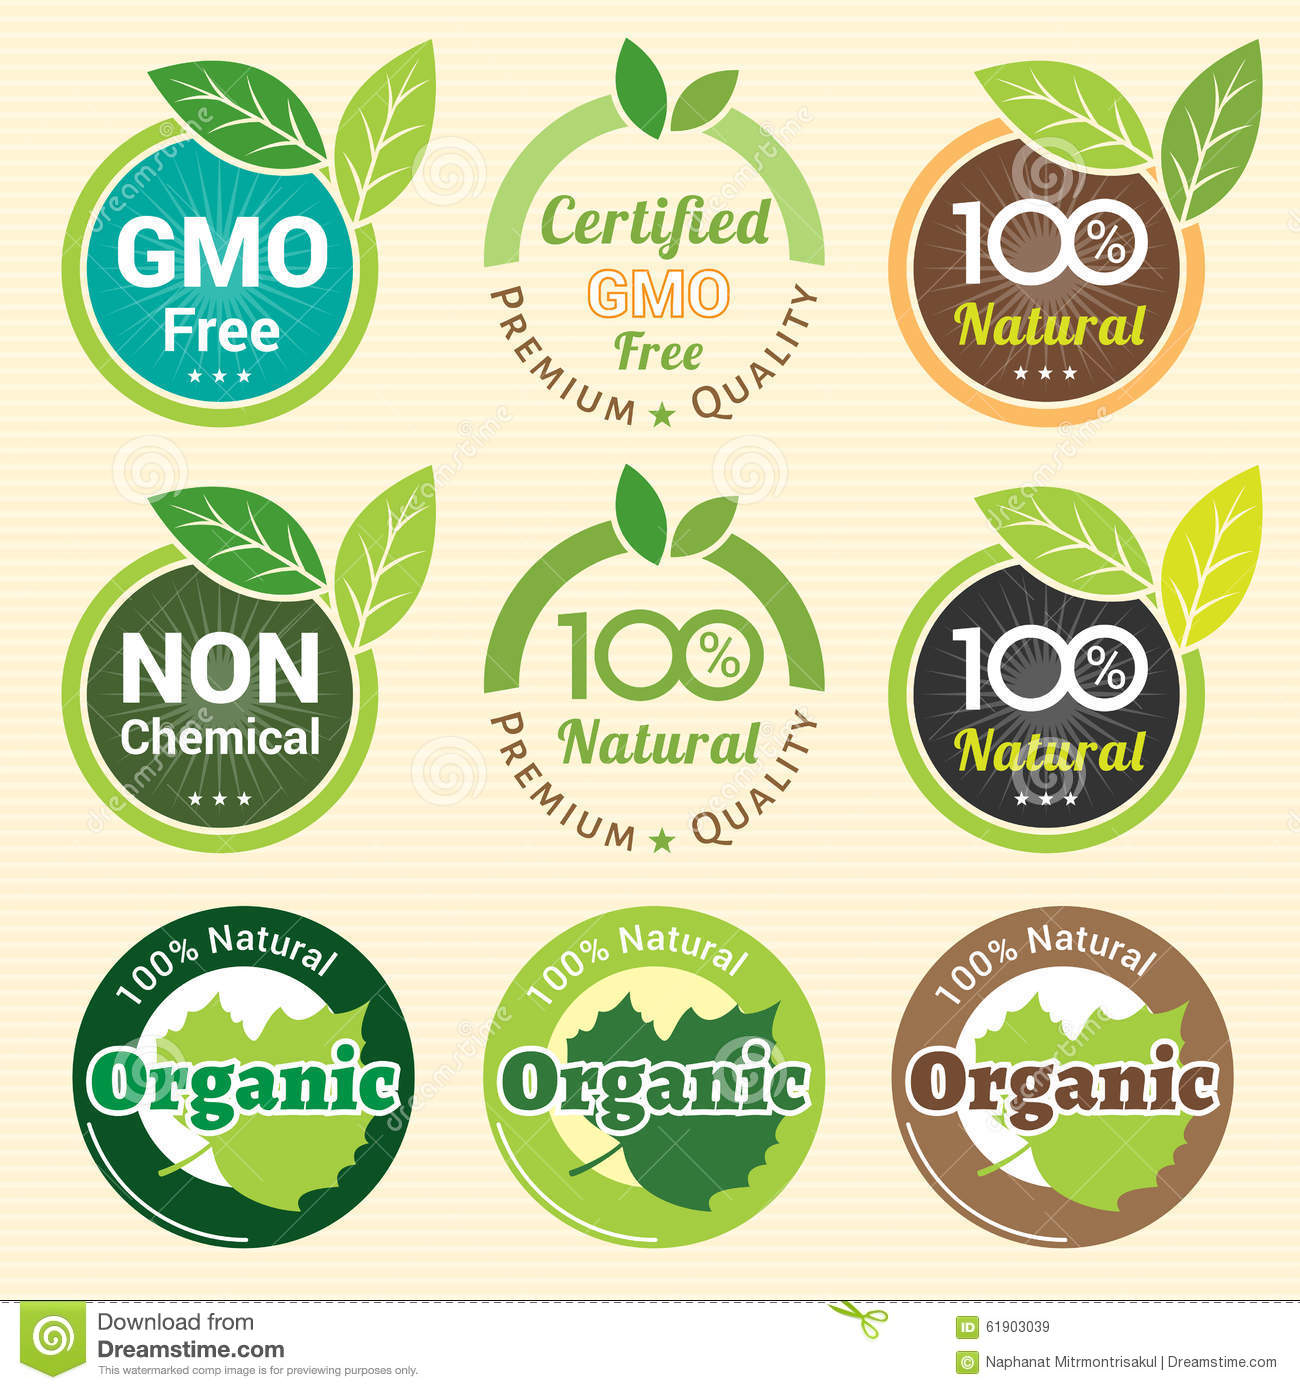 GMO
Free
Certified
GMO
Free
PREMIUM QUALITY
100%
Natural
NON
Chemical
100%
Natural
PREMIUM QUALITY
100%
Natural
100% Natural
Organic
100% Natural
Organic
100% Natural
Organic
Download from
Dreamstime.com
This watermarked comp image is for previewing purposes only.
ID 61903039
© Naphanat Mitrmontrisakul | Dreamstime.com